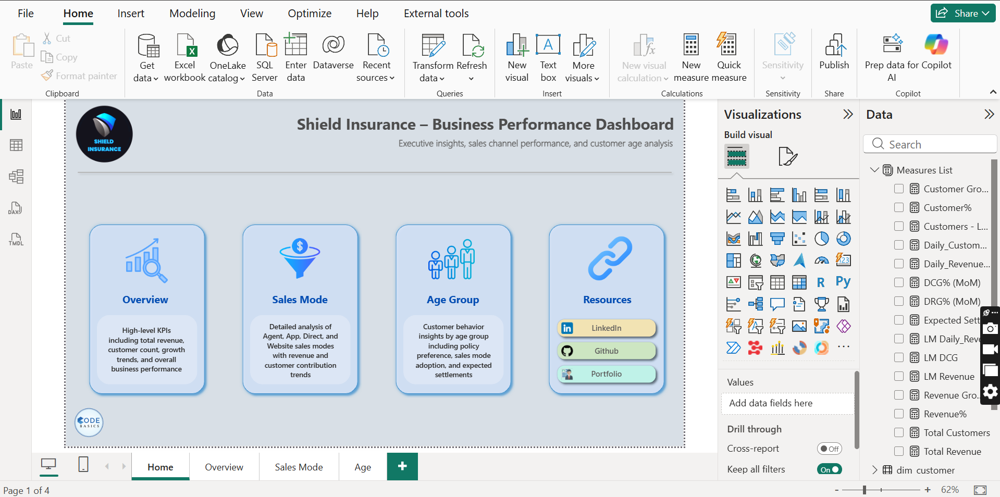 File Home Insert Modeling View Optimize Help External tools
Share
Paste
Cut
Copy
Format painter
Clipboard
Get data
Excel workbook
OneLake catalog
SQL Server
Enter data
Dataverse
Recent sources
Data
Transform data
Refresh
Queries
New visual
Text box
More visuals
Insert
New visual calculation
New measure
Quick measure
Calculations
Sensitivity
Sensitivity
Publish
Share
Prep data for AI
Copilot
Copilot
DAX
TMDL
SHIELD
INSURANCE
Shield Insurance – Business Performance Dashboard
Executive insights, sales channel performance, and customer age analysis
Overview
High-level KPIs
including total revenue,
customer count, growth
trends, and overall
business performance
Sales Mode
Detailed analysis of
Agent, App, Direct, and
Website sales modes
with revenue and
customer contribution
trends
Age Group
Customer behavior
insights by age group
including policy
preference, sales mode
adoption, and expected
settlements
Resources
LinkedIn
Github
Portfolio
CODE
BASICS
Visualizations
Build visual
123
R
Py
Values
Add data fields here
Drill through
Cross-report
Off
Keep all filters
On
Data
Search
Measures List
Customer Gro...
Customer%
Customers - L...
Daily_Custom...
Daily_Revenue...
DCG% (MoM)
DRG% (MoM)
Expected Sett
LM Daily_Reve
LM DCG
LM Revenue
Revenue Gro...
Revenue%
Total Customers
Total Revenue
dim_customer
Home Overview Sales Mode Age
Page 1 of 4
62%